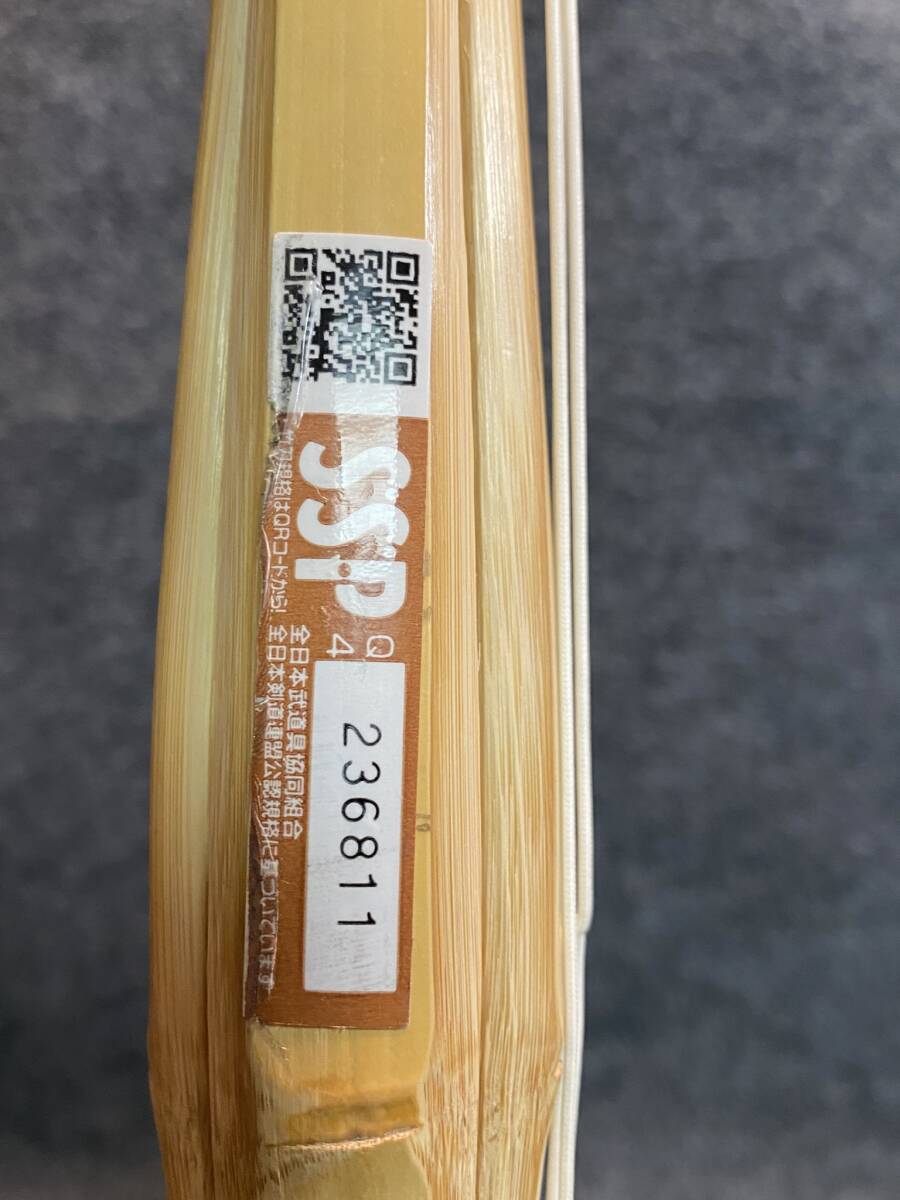 SSP
竹刀規格はQRコードから!
Q
4
236811
全日本武道具協同組合
全日本剣道連盟公認規格に基づいています